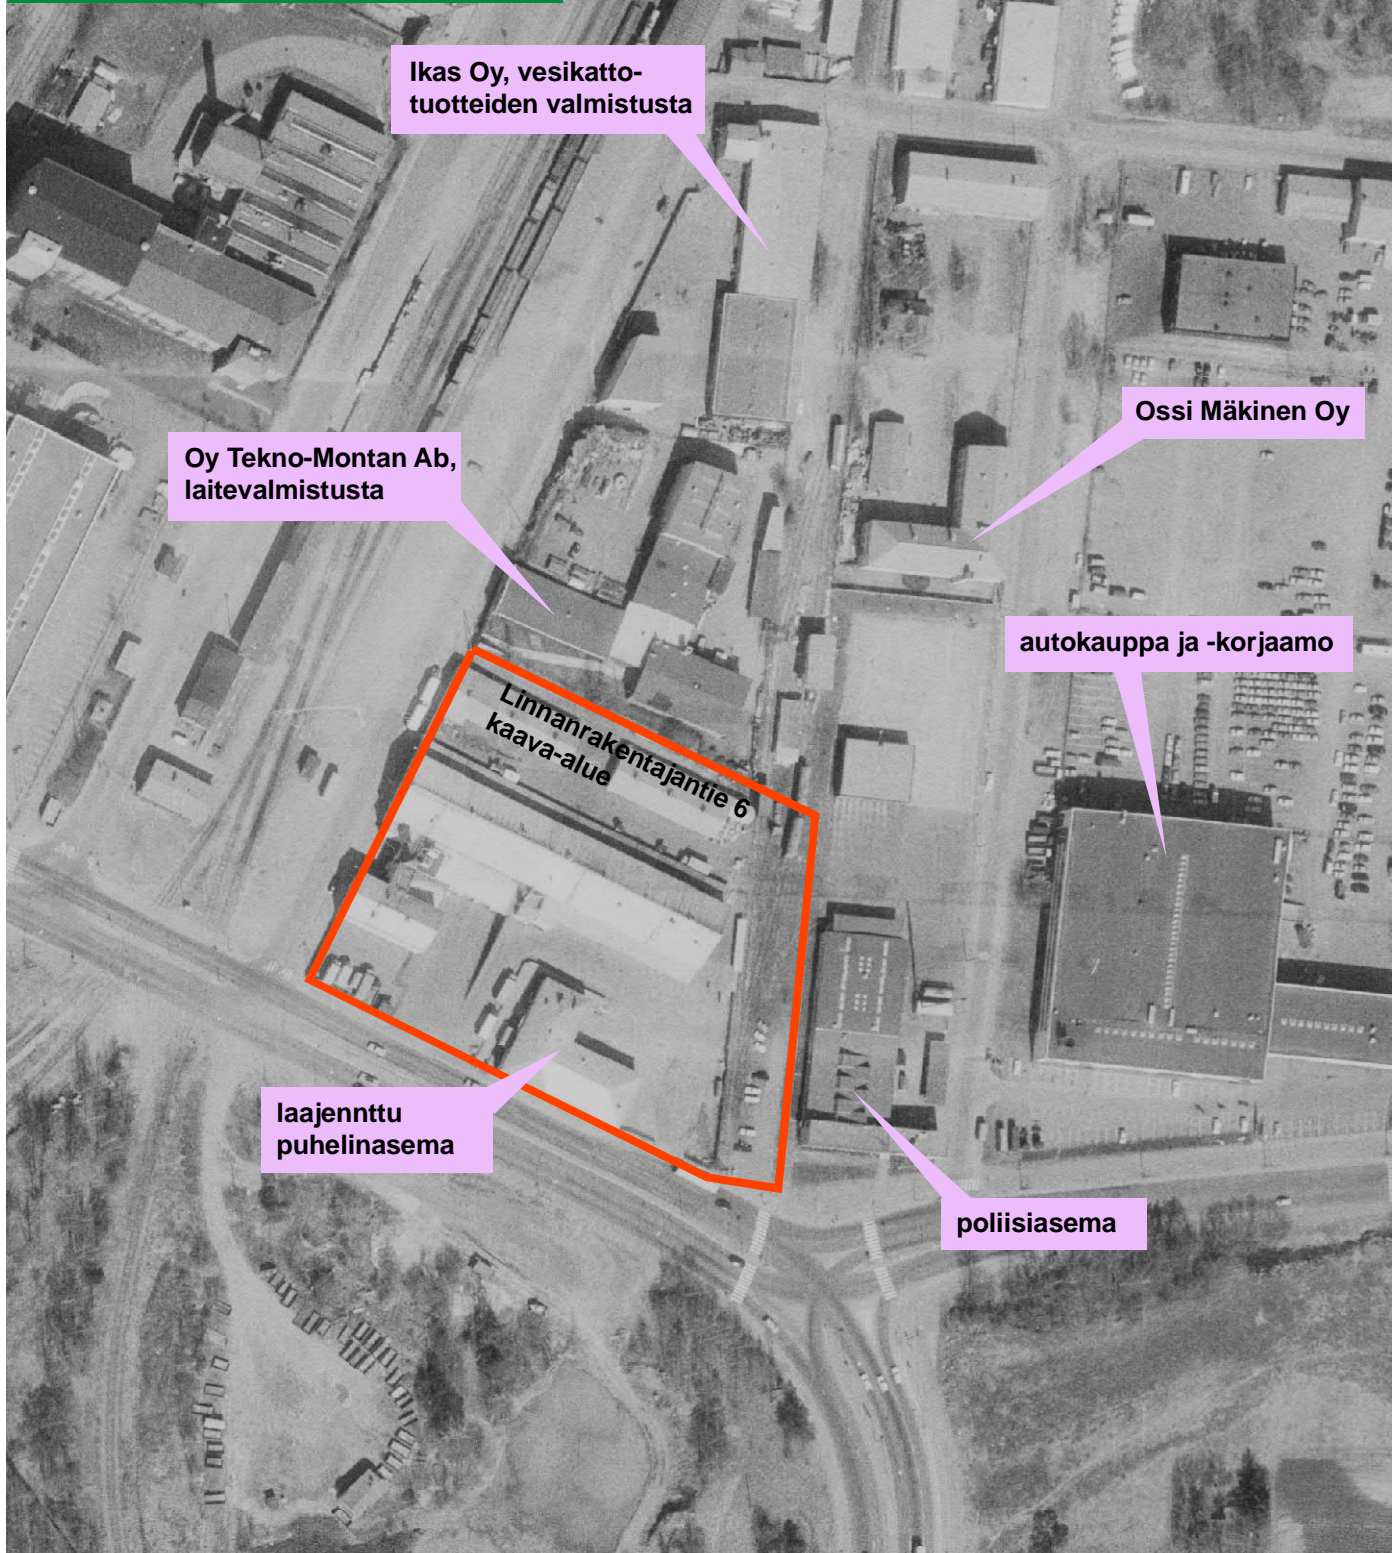 Ikas Oy, vesikatto-
tuotteiden valmistusta
Ossi Mäkinen Oy
Oy Tekno-Montan Ab,
laitevalmistusta
autokauppa ja -korjaamo
Linnanrakentajantie 6
kaava-alue
laajennttu
puhelinasema
poliisiasema